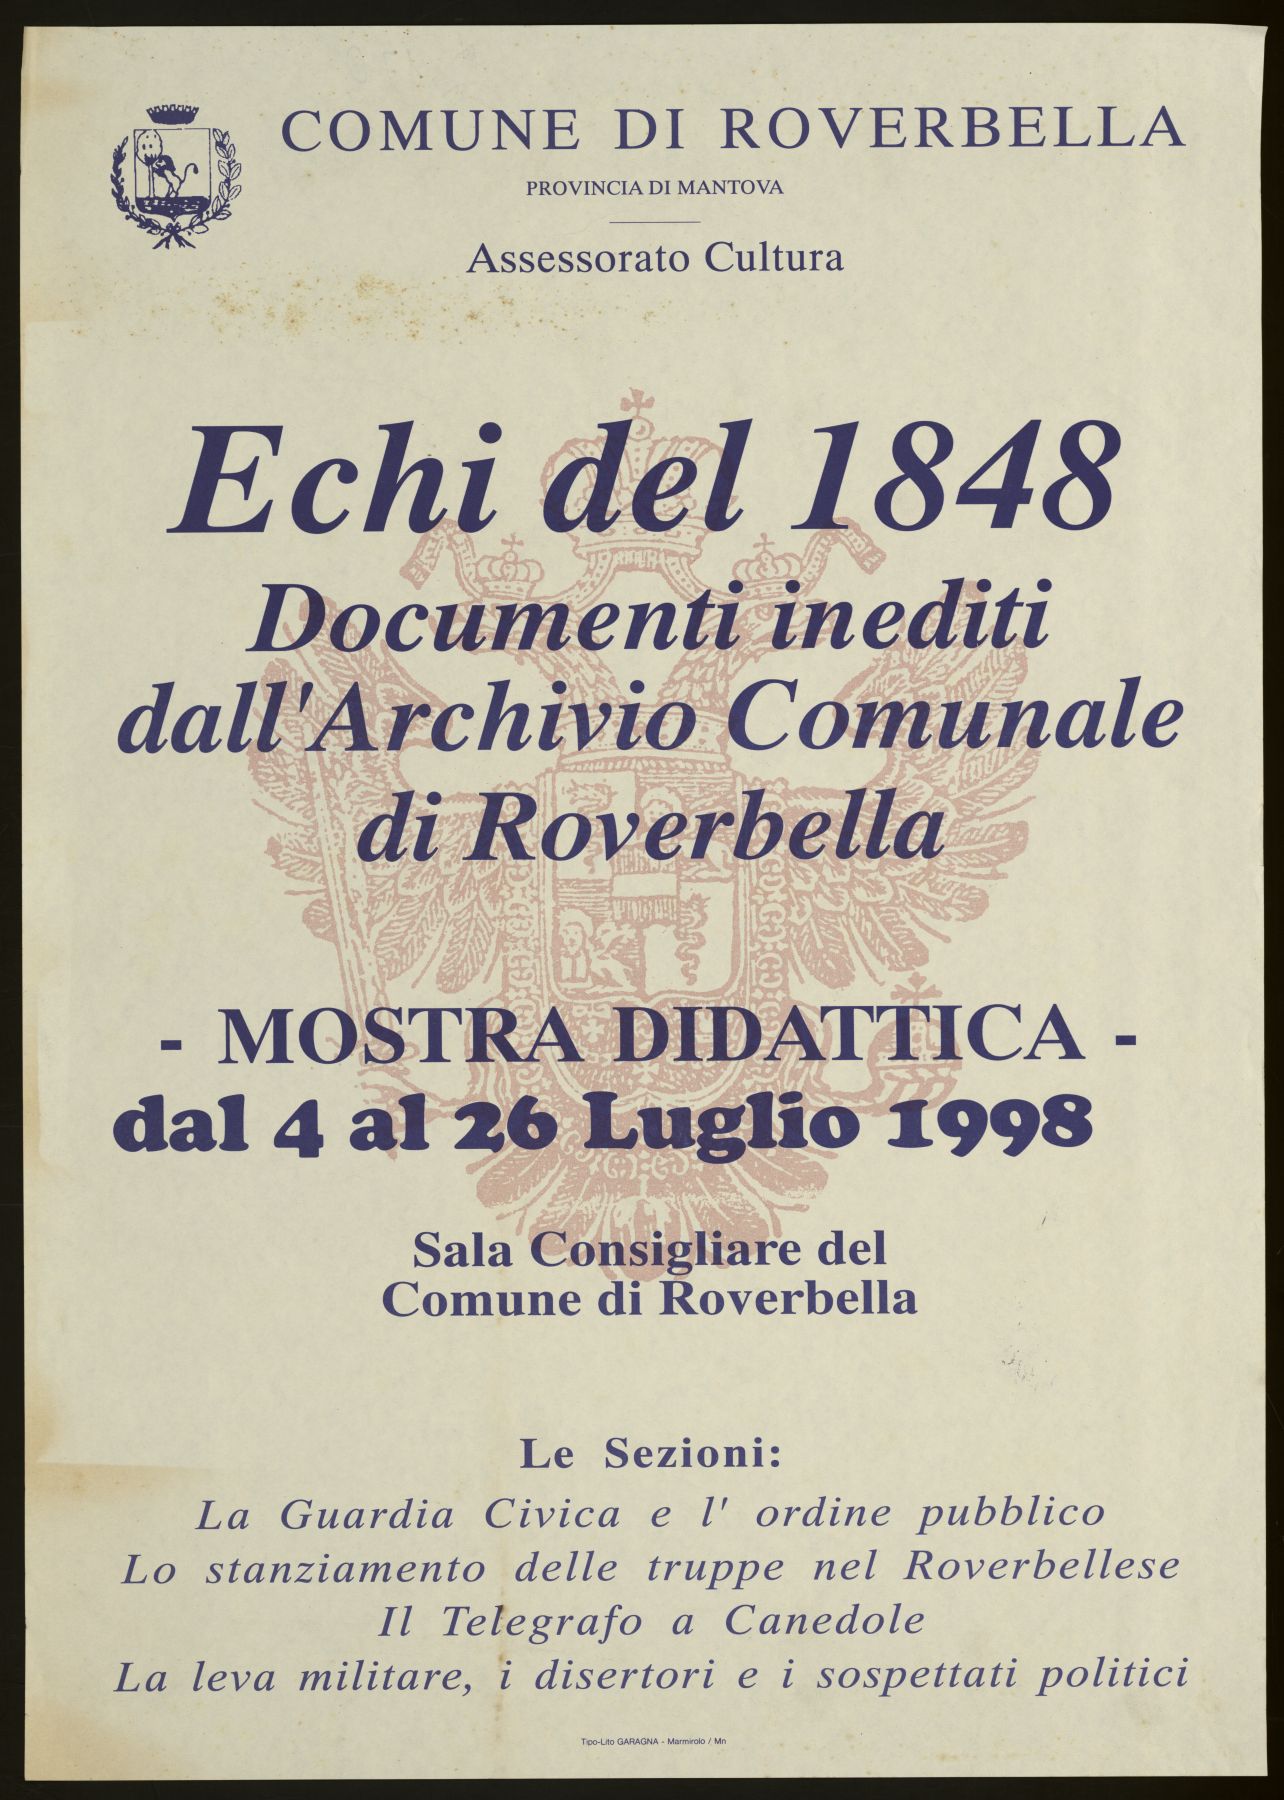 COMUNE DI ROVERBELLA
PROVINCIA DI MANTOVA
Assessorato Cultura
Echi del 1848
Documenti inediti
dall'Archivio Comunale
di Roverbella
- MOSTRA DIDATTICA -
dal 4 al 26 Luglio 1998
Sala Consigliare del
Comune di Roverbella
Le Sezioni:
La Guardia Civica e l' ordine pubblico
Lo stanziamento delle truppe nel Roverbellese
Il Telegrafo a Canedole
La leva militare, i disertori e i sospettati politici
Tipo-Lito GARAGNA - Marmirolo / Mn